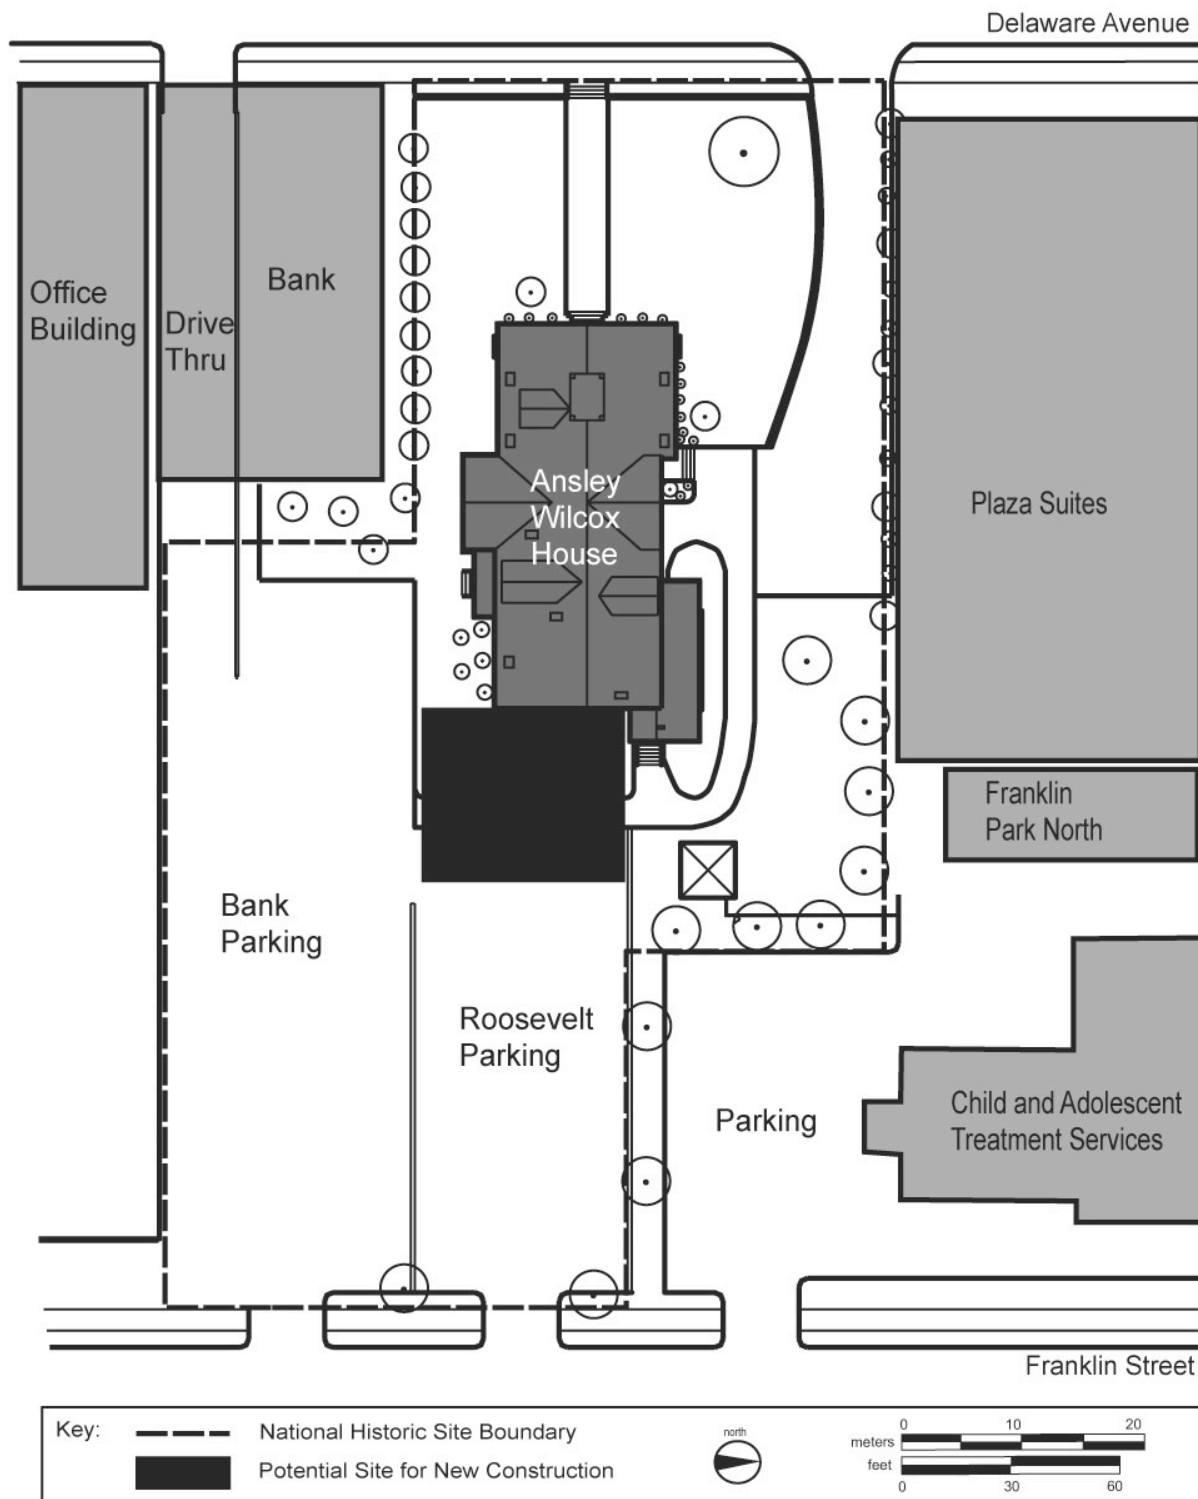 Delaware Avenue
Office
Building
Drive
Thru
Bank
Ansley
Wilcox
House
Plaza Suites
Franklin
Park North
Bank
Parking
Roosevelt
Parking
Parking
Child and Adolescent
Treatment Services
Franklin Street
Key:
National Historic Site Boundary
Potential Site for New Construction
north
0 10 20
meters
feet
0 30 60